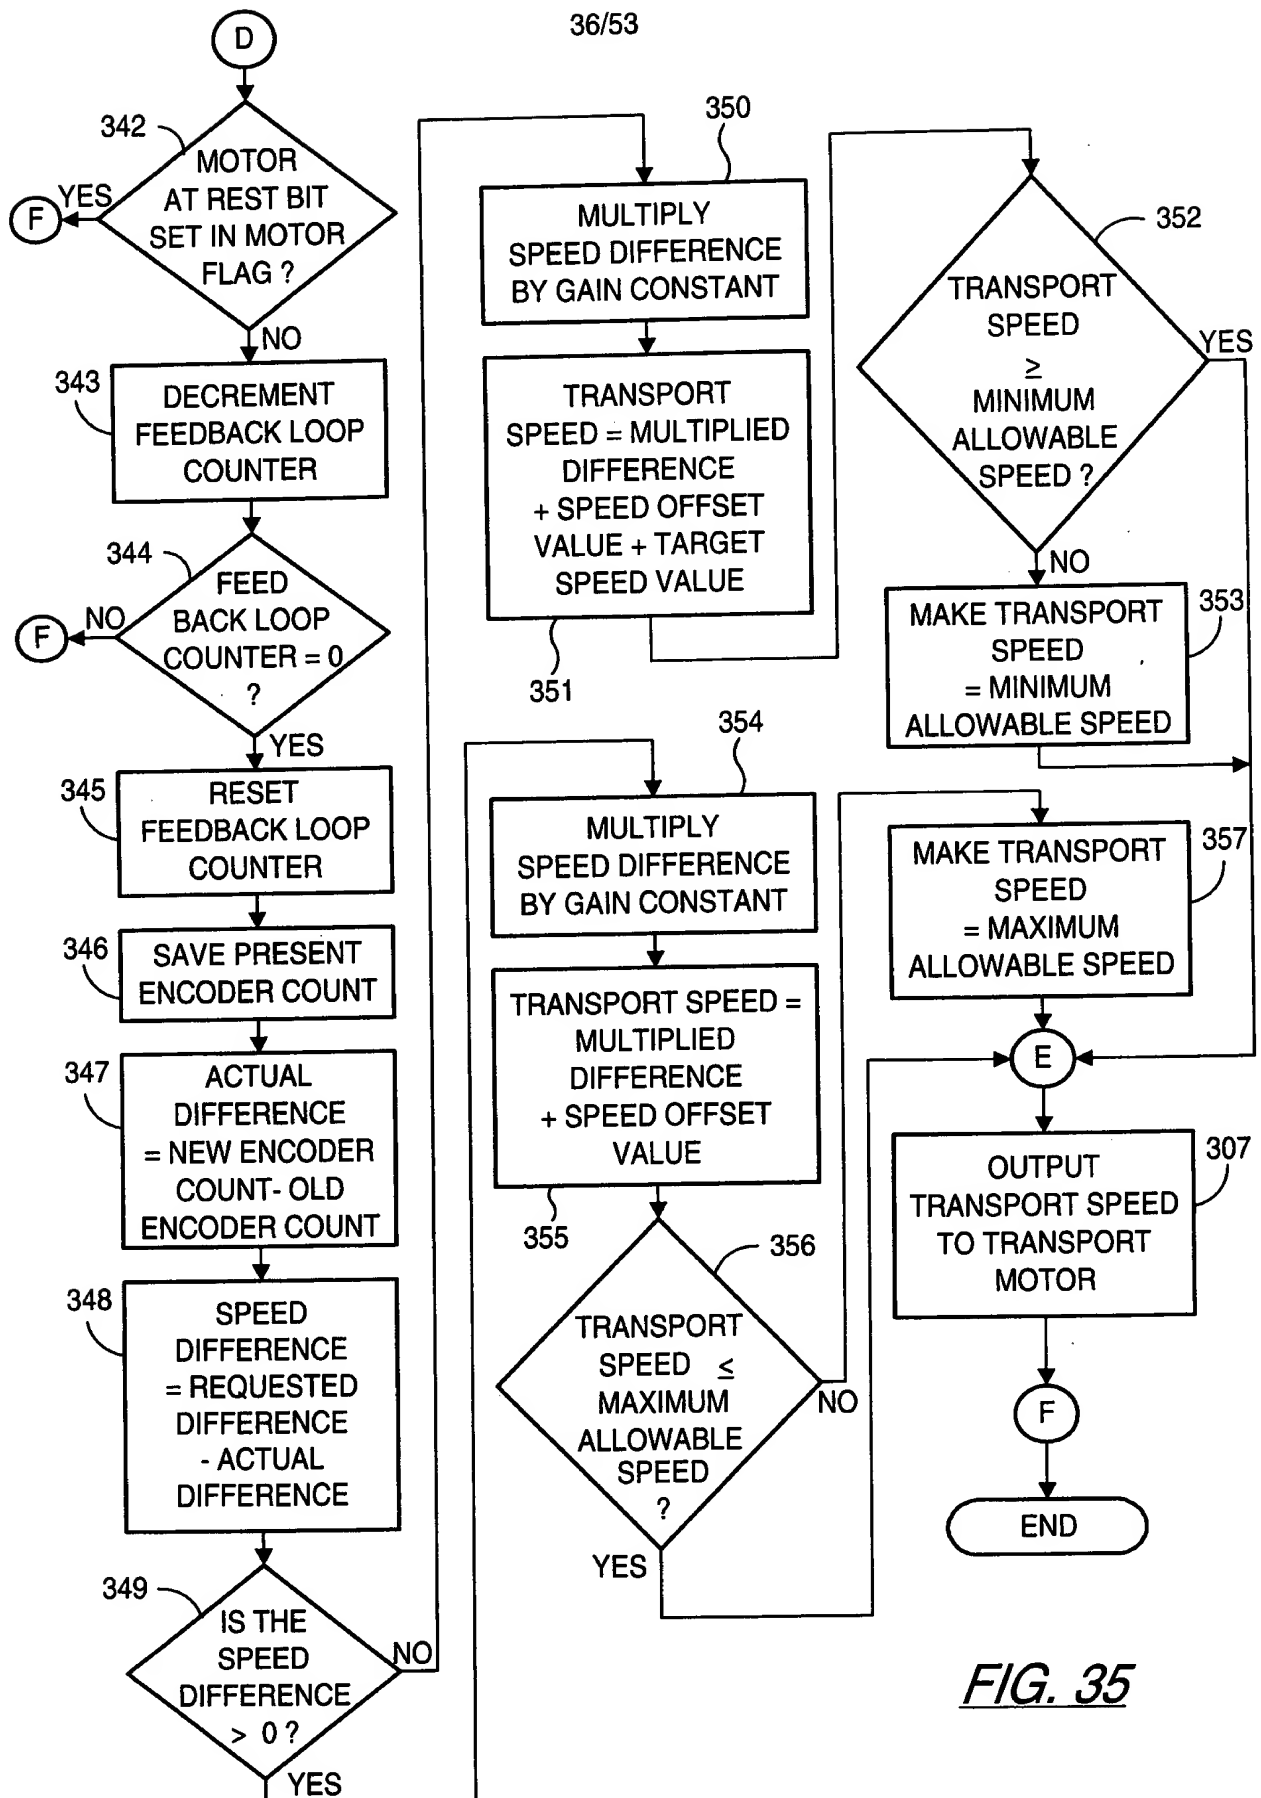 36/53
D
342
MOTOR
AT REST BIT
SET IN MOTOR
FLAG ?
YES
F
NO
343
DECREMENT
FEEDBACK LOOP
COUNTER
344
FEED
BACK LOOP
COUNTER = 0
?
NO
F
YES
345
RESET
FEEDBACK LOOP
COUNTER
346
SAVE PRESENT
ENCODER COUNT
347
ACTUAL
DIFFERENCE
= NEW ENCODER
COUNT- OLD
ENCODER COUNT
348
SPEED
DIFFERENCE
= REQUESTED
DIFFERENCE
- ACTUAL
DIFFERENCE
349
IS THE
SPEED
DIFFERENCE
> 0 ?
NO
YES
350
MULTIPLY
SPEED DIFFERENCE
BY GAIN CONSTANT
TRANSPORT
SPEED = MULTIPLIED
DIFFERENCE
+ SPEED OFFSET
VALUE + TARGET
SPEED VALUE
351
352
TRANSPORT
SPEED
≥
MINIMUM
ALLOWABLE
SPEED ?
YES
NO
353
MAKE TRANSPORT
SPEED
= MINIMUM
ALLOWABLE SPEED
354
MULTIPLY
SPEED DIFFERENCE
BY GAIN CONSTANT
TRANSPORT SPEED =
MULTIPLIED
DIFFERENCE
+ SPEED OFFSET
VALUE
355
356
TRANSPORT
SPEED ≤
MAXIMUM
ALLOWABLE
SPEED
?
NO
YES
357
MAKE TRANSPORT
SPEED
= MAXIMUM
ALLOWABLE SPEED
E
307
OUTPUT
TRANSPORT SPEED
TO TRANSPORT
MOTOR
F
END
FIG. 35